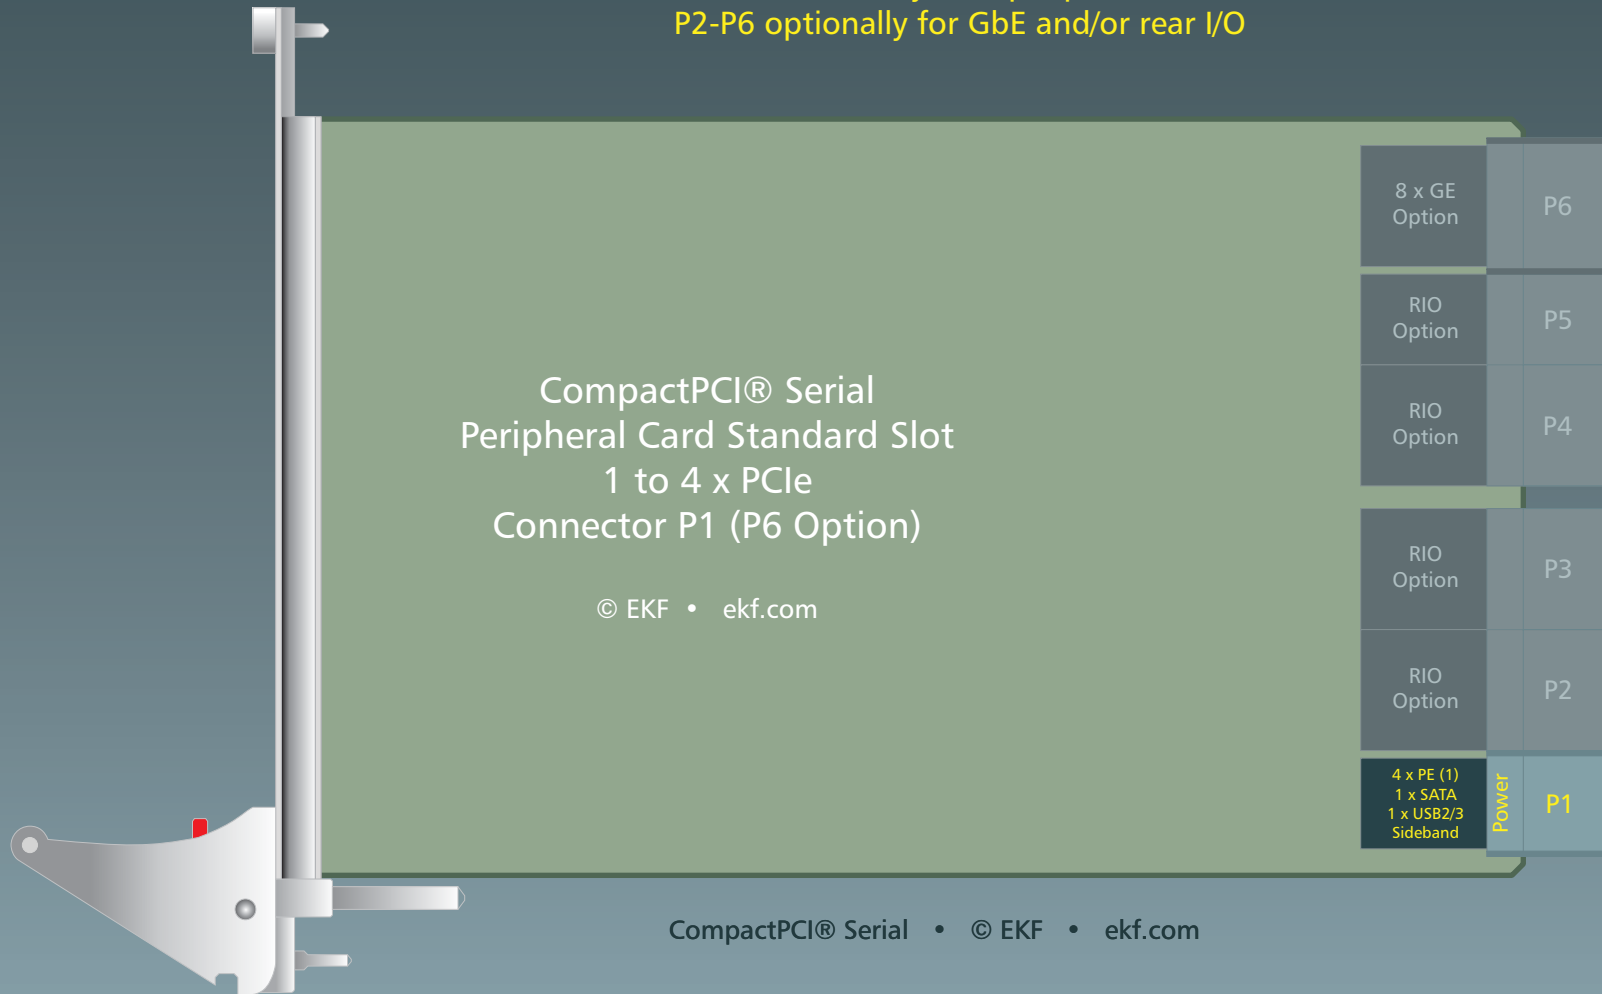 P2-P6 optionally for GbE and/or rear I/O
8 x GE
Option
P6
RIO
Option
P5
RIO
Option
P4
CompactPCI® Serial
Peripheral Card Standard Slot
1 to 4 x PCIe
Connector P1 (P6 Option)
© EKF • ekf.com
RIO
Option
P3
RIO
Option
P2
4 x PE (1)
1 x SATA
1 x USB2/3
Sideband
Power
P1
CompactPCI® Serial • © EKF • ekf.com